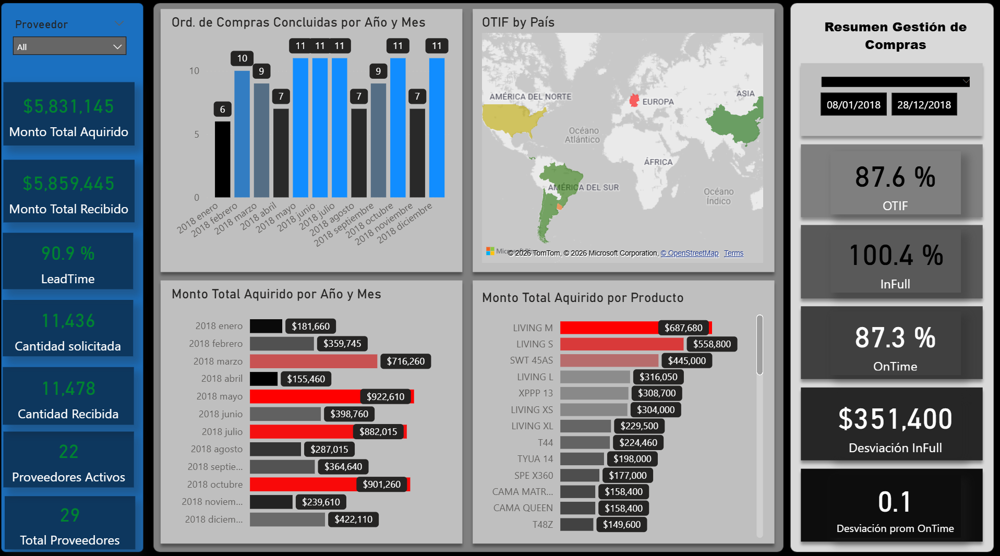 Proveedor
All
$5,831,145
Monto Total Aquirido
$5,859,445
Monto Total Recibido
90.9 %
LeadTime
11,436
Cantidad solicitada
11,478
Cantidad Recibida
22
Proveedores Activos
29
Total Proveedores
Ord. de Compras Concluidas por Año y Mes
10
5
0
6
10
9
7
11
11
11
7
9
11
7
11
2018 enero
2018 febrero
2018 marzo
2018 abril
2018 mayo
2018 junio
2018 julio
2018 agosto
2018 septiembre
2018 octubre
2018 noviembre
2018 diciembre
OTIF by País
AMÉRICA DEL NORTE
EUROPA
ASIA
Océano
Atlántico
ÁFRICA
AMÉRICA DEL SUR
Océano
Índico
© 2026 TomTom, © 2026 Microsoft Corporation, © OpenStreetMap Terms
Monto Total Aquirido por Año y Mes
2018 enero $181,660
2018 febrero $359,745
2018 marzo $716,260
2018 abril $155,460
2018 mayo $922,610
2018 junio $398,760
2018 julio $882,015
2018 agosto $287,015
2018 septie... $364,640
2018 octubre $901,260
2018 noviem... $239,610
2018 diciem... $422,110
Monto Total Aquirido por Producto
LIVING M $687,680
LIVING S $558,800
SWT 45AS $445,000
LIVING L $316,050
XPPP 13 $308,700
LIVING XS $304,000
LIVING XL $229,500
T44 $224,460
TYUA 14 $198,000
SPE X360 $177,000
CAMA MATR... $158,400
CAMA QUEEN $158,400
T48Z $149,600
Resumen Gestión de
Compras
08/01/2018 28/12/2018
87.6 %
OTIF
100.4 %
InFull
87.3 %
OnTime
$351,400
Desviación InFull
0.1
Desviación prom OnTime